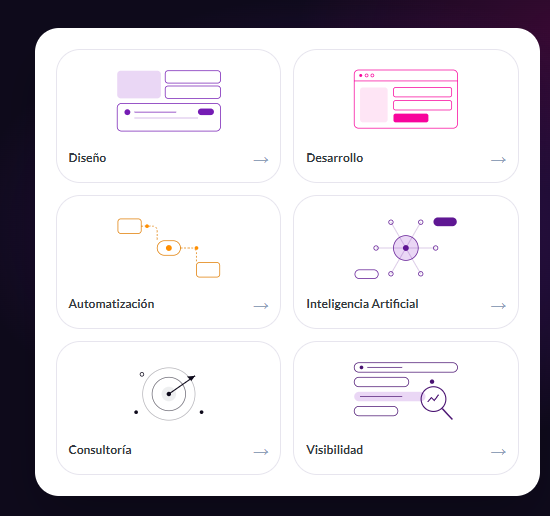 Diseño
Desarrollo
Automatización
Inteligencia Artificial
Consultoría
Visibilidad